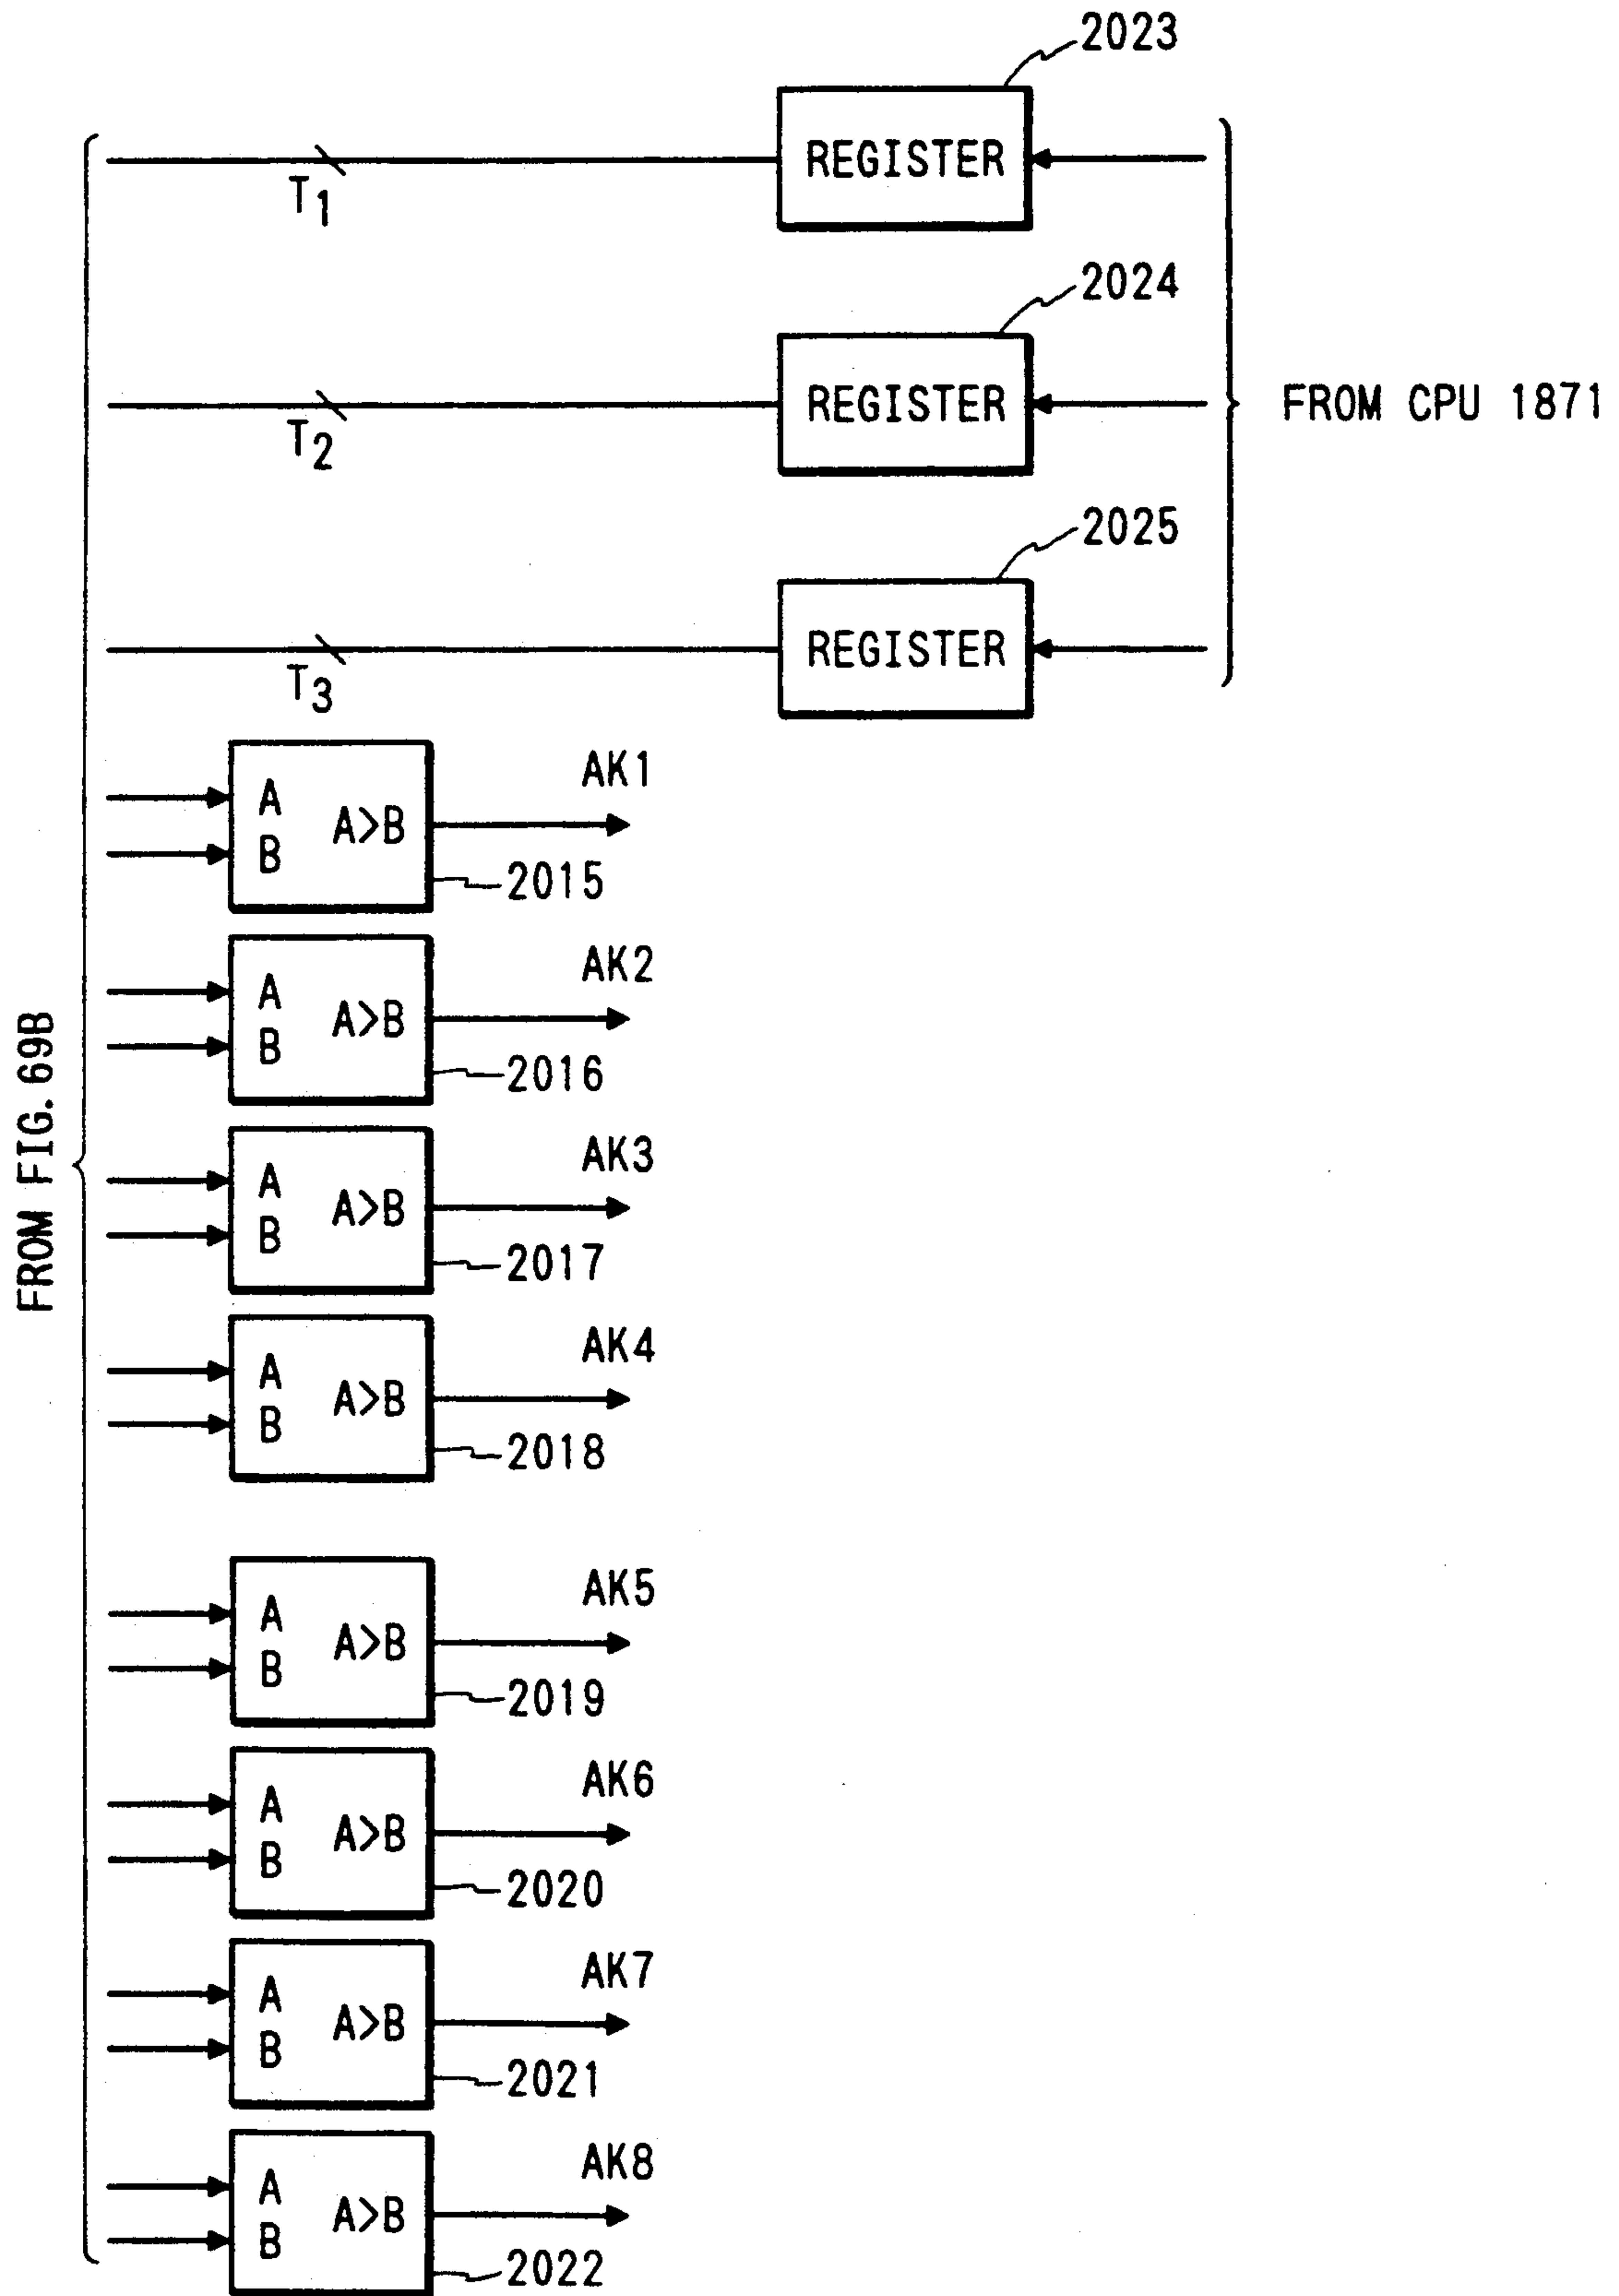 2023
REGISTER
T1
2024
REGISTER
T2
FROM CPU 1871
2025
REGISTER
T3
FROM FIG. 69B
A
B
A>B
AK1
2015
A
B
A>B
AK2
2016
A
B
A>B
AK3
2017
A
B
A>B
AK4
2018
A
B
A>B
AK5
2019
A
B
A>B
AK6
2020
A
B
A>B
AK7
2021
A
B
A>B
AK8
2022